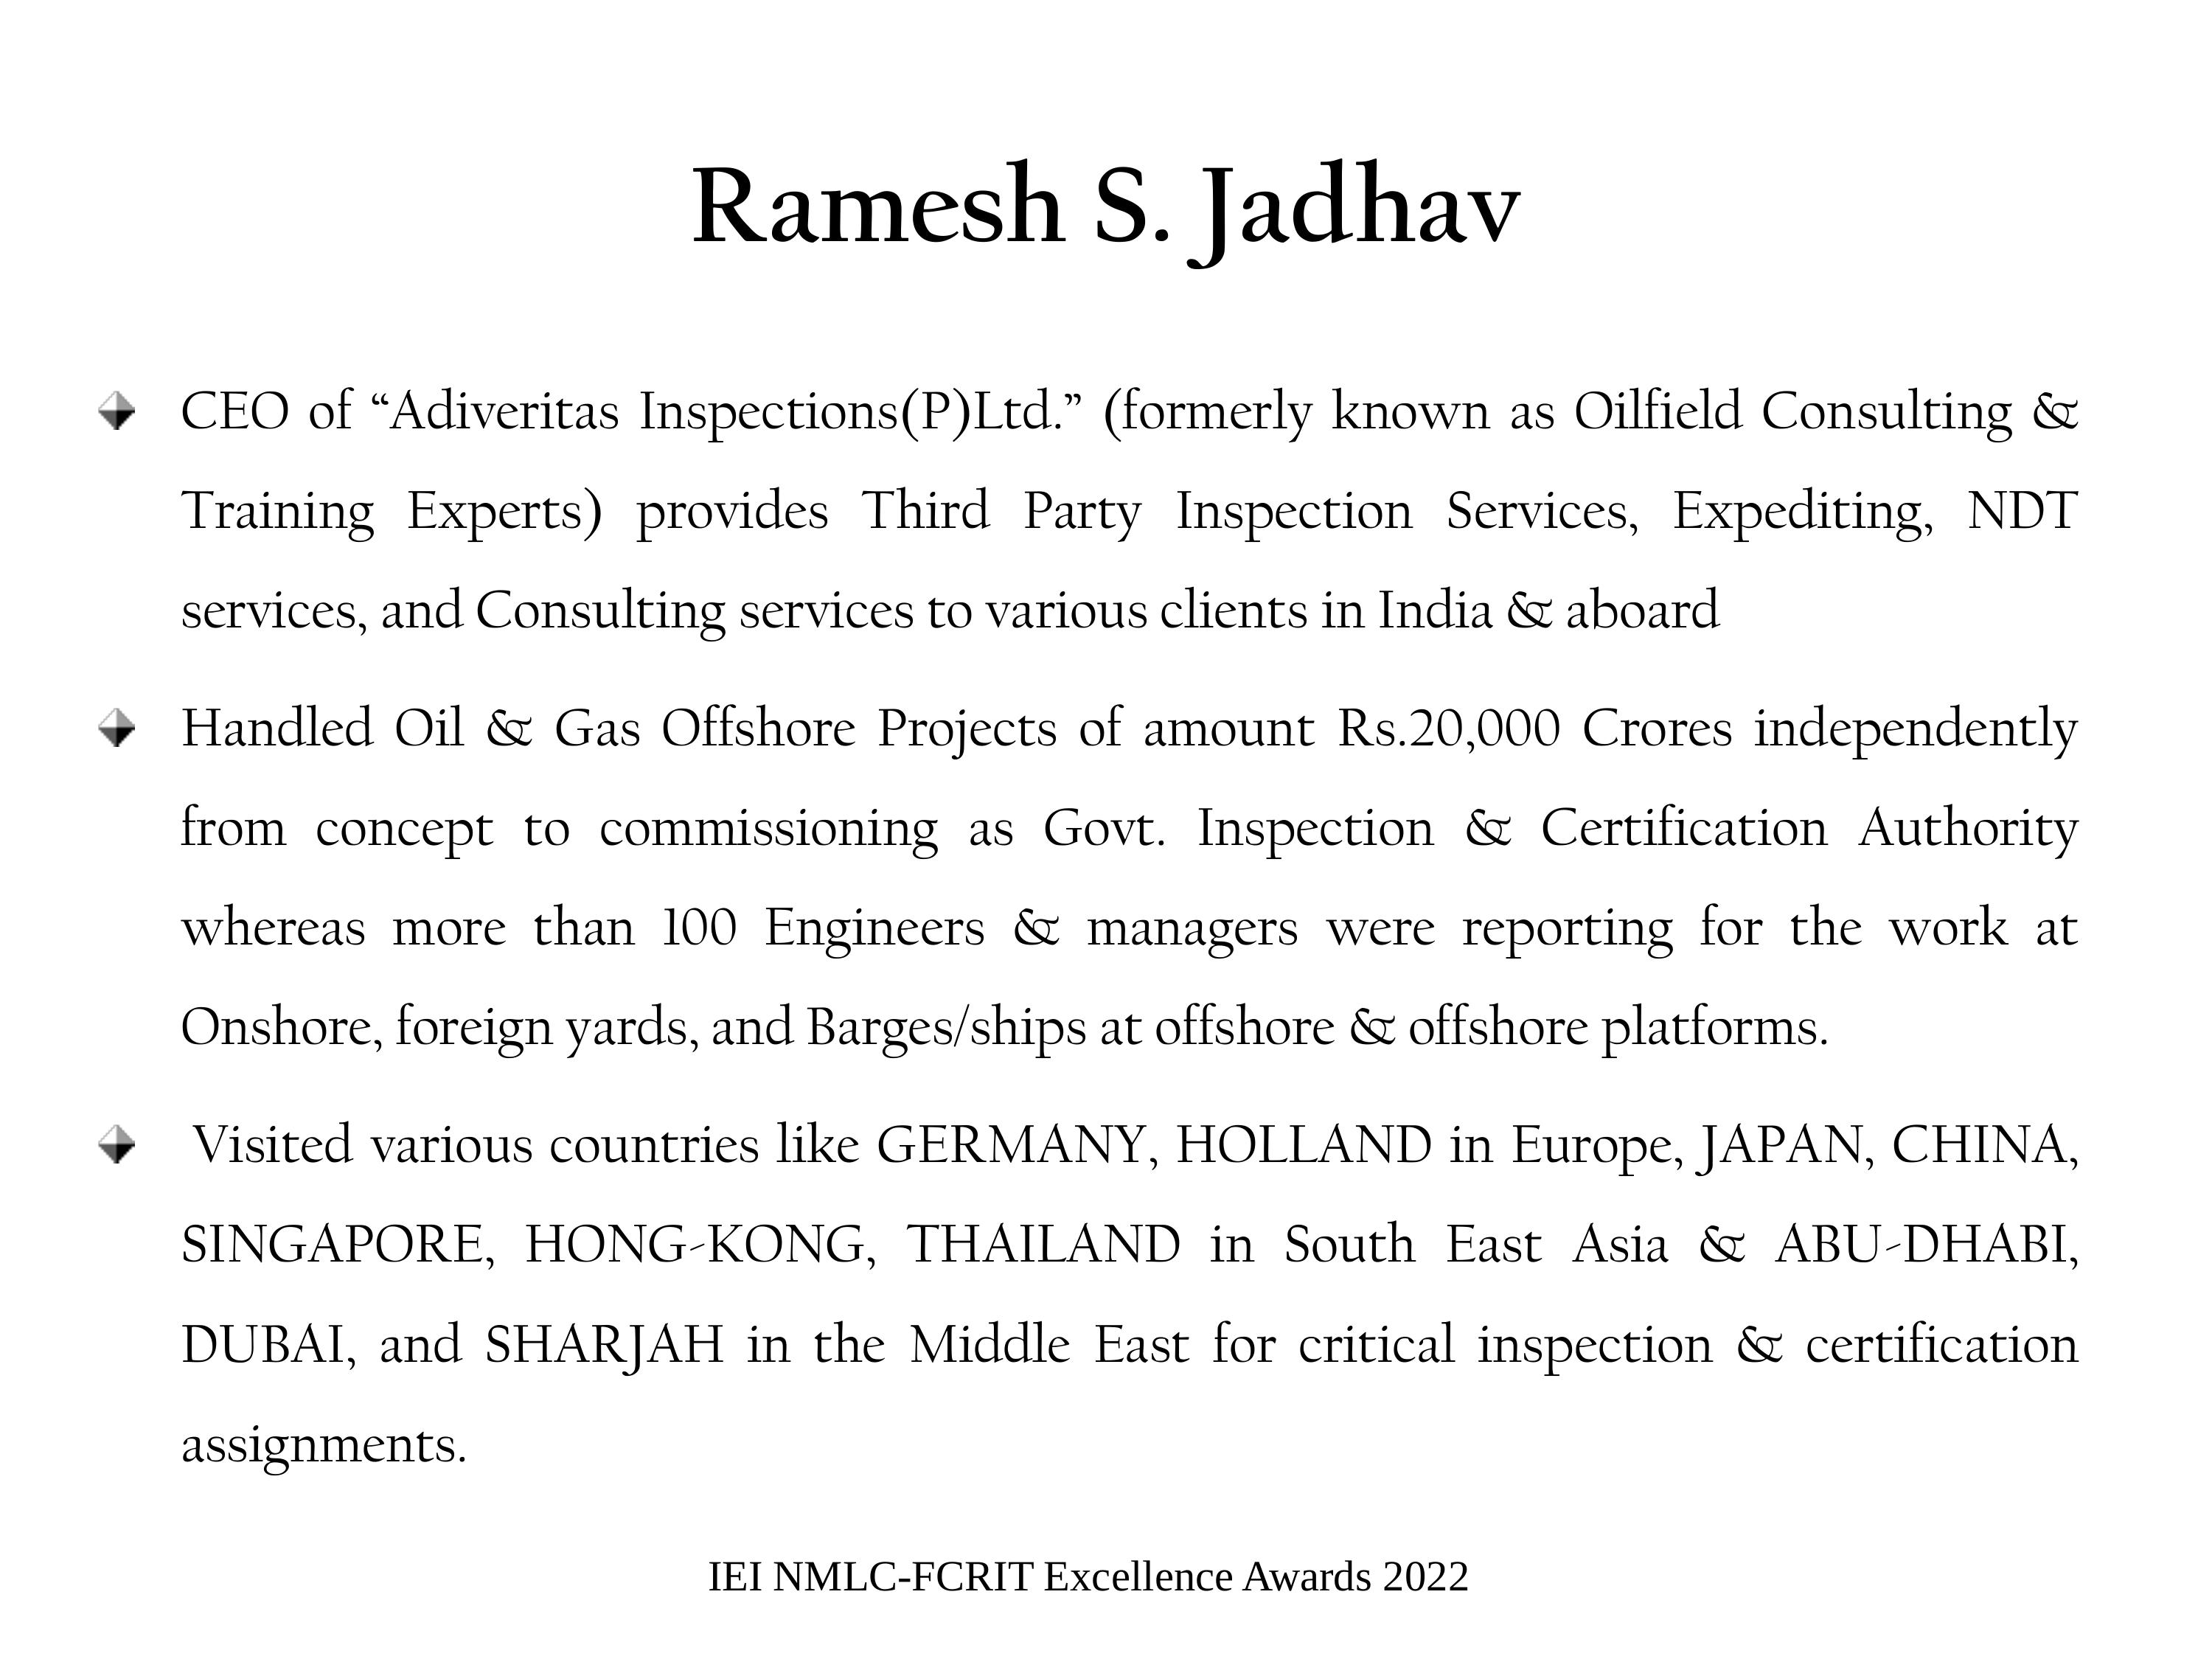 Ramesh S. Jadhav
CEO of “Adiveritas Inspections(P)Ltd.” (formerly known as Oilfield Consulting &
Training Experts) provides Third Party Inspection Services, Expediting, NDT
services, and Consulting services to various clients in India & aboard
Handled Oil & Gas Offshore Projects of amount Rs.20,000 Crores independently
from concept to commissioning as Govt. Inspection & Certification Authority
whereas more than 100 Engineers & managers were reporting for the work at
Onshore, foreign yards, and Barges/ships at offshore & offshore platforms.
Visited various countries like GERMANY, HOLLAND in Europe, JAPAN, CHINA,
SINGAPORE, HONG-KONG, THAILAND in South East Asia & ABU-DHABI,
DUBAI, and SHARJAH in the Middle East for critical inspection & certification
assignments.
IEI NMLC-FCRIT Excellence Awards 2022